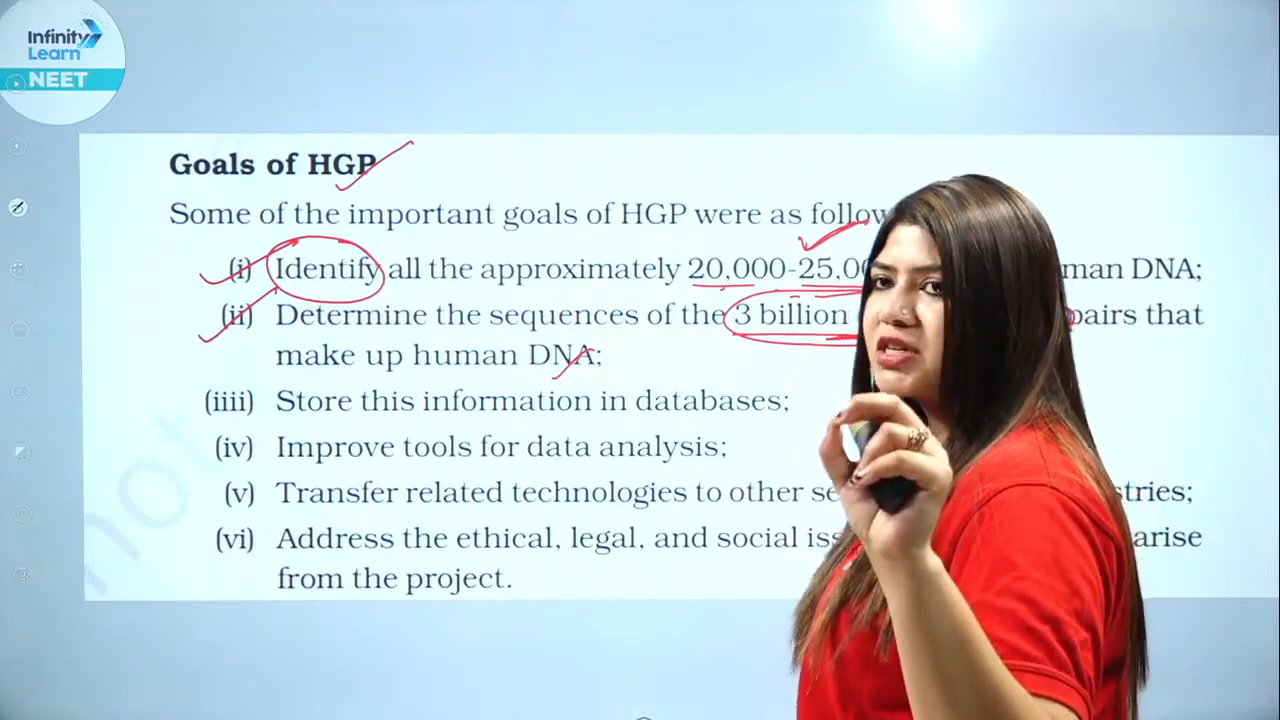 Infinity
Learn
NEET
Goals of HGP
Some of the important goals of HGP were as follow
(i) Identify all the approximately 20,000-25,00 man DNA;
(ii) Determine the sequences of the 3 billion pairs that
make up human DNA;
(iiii) Store this information in databases;
(iv) Improve tools for data analysis;
(v) Transfer related technologies to other se stries;
(vi) Address the ethical, legal, and social iss arise
from the project.
not